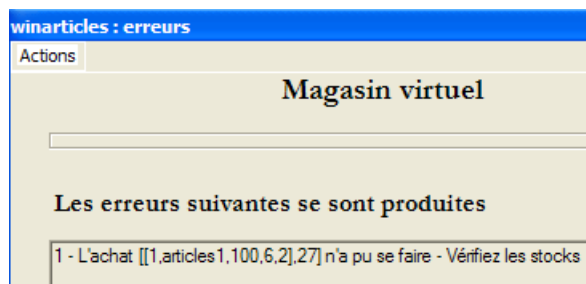 winarticles : erreurs
Actions
Magasin virtuel
Les erreurs suivantes se sont produites
1 - L'achat [[1,articles1,100,6,2],27] n'a pu se faire - Vérifiez les stocks